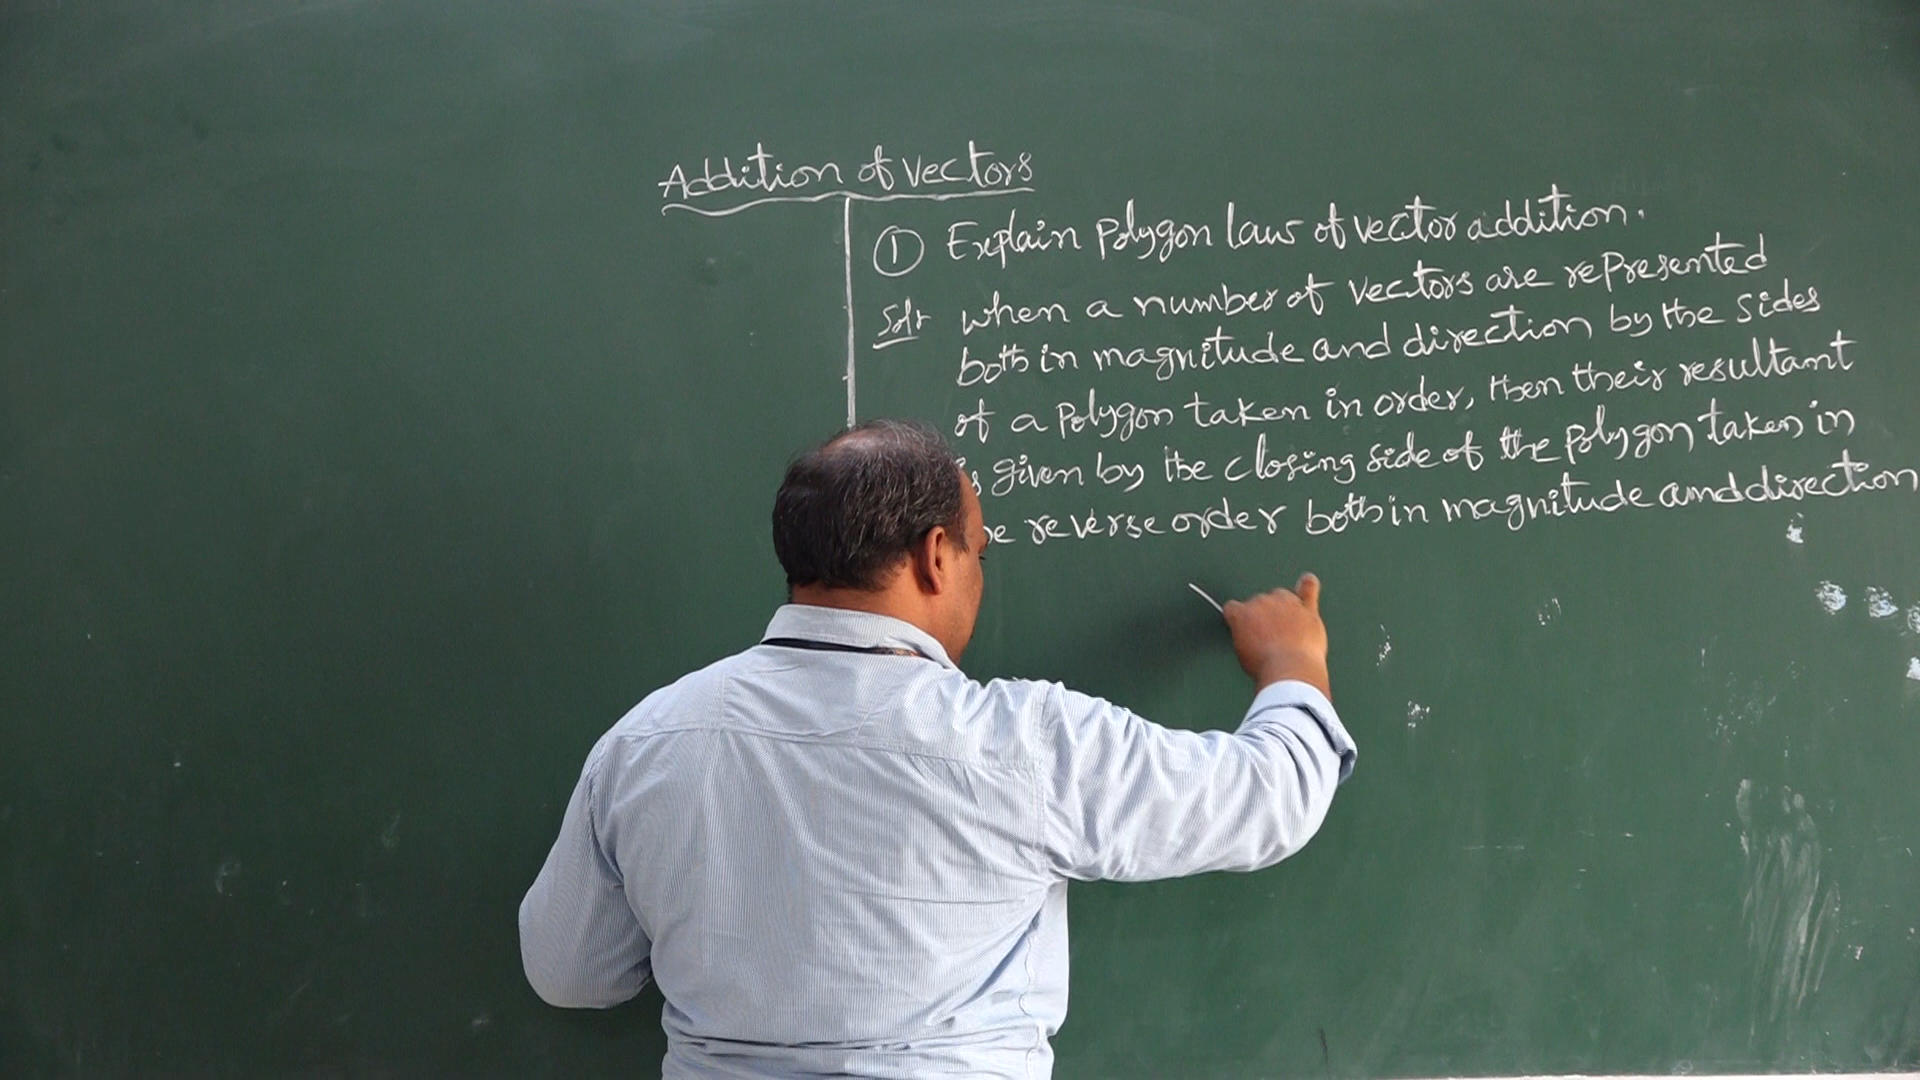 Addition of Vectors
① Explain Polygon law of vector addition.
Sol: when a number of vectors are represented
both in magnitude and direction by the sides
of a Polygon taken in order, then their resultant
given by the closing side of the Polygon taken in
reverse order both in magnitude and direction